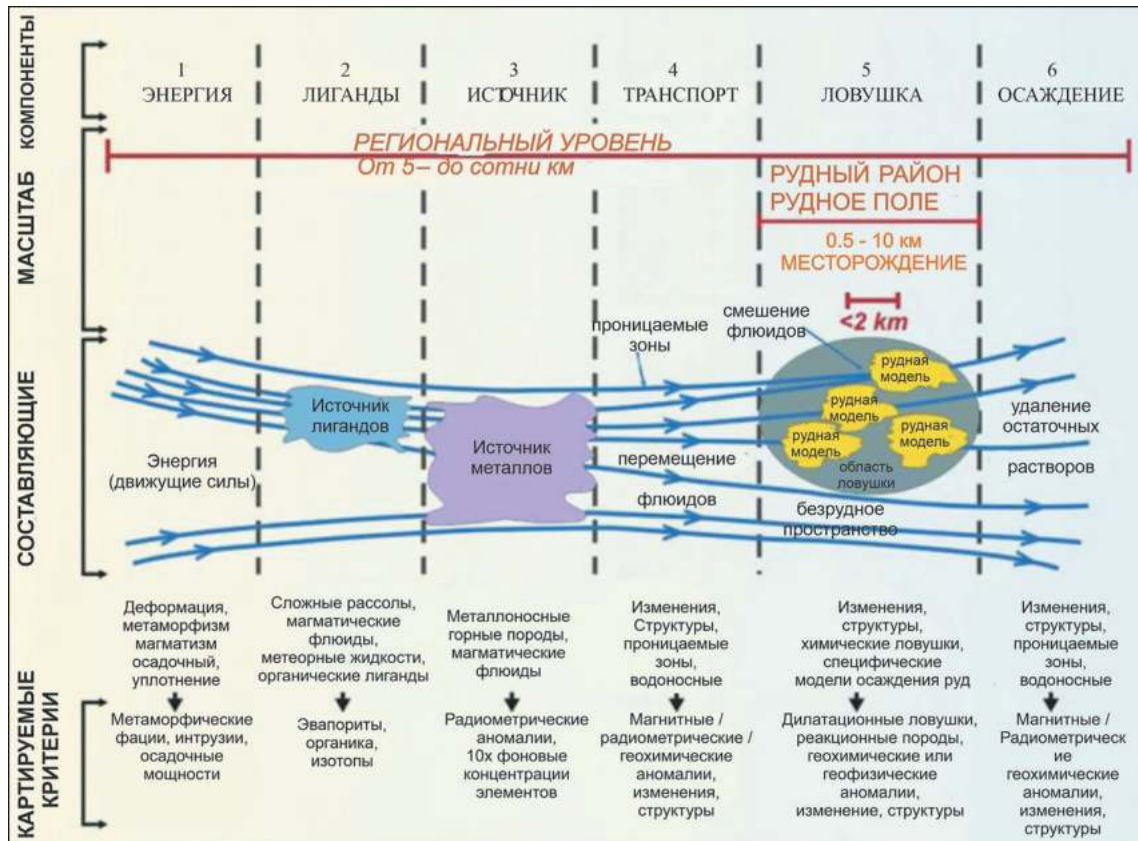 КОМПОНЕНТЫ
1
ЭНЕРГИЯ
2
ЛИГАНДЫ
3
ИСТОЧНИК
4
ТРАНСПОРТ
5
ЛОВУШКА
6
ОСАЖДЕНИЕ
МАСШТАБ
РЕГИОНАЛЬНЫЙ УРОВЕНЬ
От 5– до сотни км
РУДНЫЙ РАЙОН
РУДНОЕ ПОЛЕ
0.5 - 10 км
МЕСТОРОЖДЕНИЕ
<2 km
СОСТАВЛЯЮЩИЕ
Энергия
(движущие силы)
Источник
лигандов
Источник
металлов
проницаемые
зоны
перемещение
флюидов
смешение
флюидов
рудная
модель
рудная
модель
рудная
модель
рудная
модель
область
ловушки
безрудное
пространство
удаление
остаточных
растворов
Деформация,
метаморфизм
магматизм
осадочный,
уплотнение
Сложные рассолы,
магматические
флюиды,
метеорные жидкости,
органические лиганды
Металлоносные
горные породы,
магматические
флюиды
Изменения,
Структуры,
проницаемые
зоны,
водоносные
Изменения,
структуры,
химические ловушки,
специфические
модели осаждения руд
Изменения,
структуры,
проницаемые
зоны,
водоносные
КАРТИРУЕМЫЕ
КРИТЕРИИ
Метаморфические
фации, интрузии,
осадочные
мощности
Эвапориты,
органика,
изотопы
Радиометрические
аномалии,
10x фоновые
концентрации
элементов
Магнитные /
радиометрические /
геохимические
аномалии,
изменения,
структуры
Дилатационные ловушки,
реакционные породы,
геохимические или
геофизические
аномалии,
изменение, структуры
Магнитные /
Радиометрическ
ие
геохимические
аномалии,
изменения,
структуры